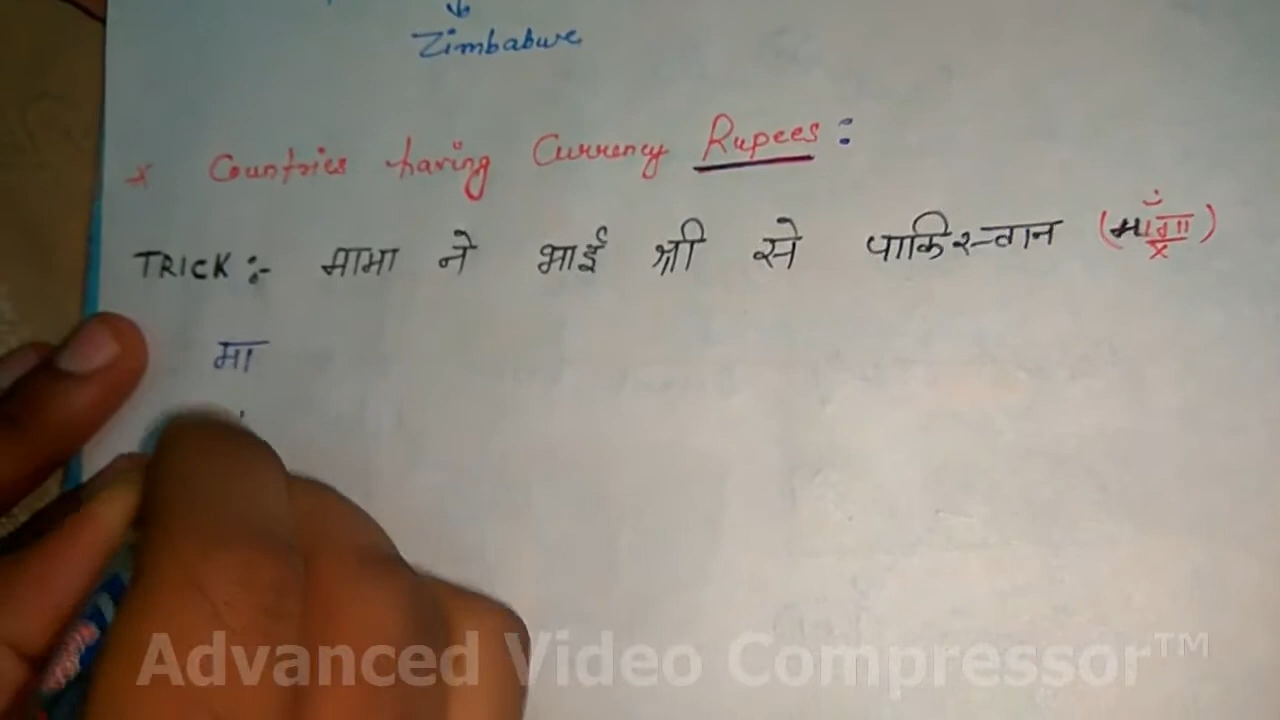 Zimbabwe
* Countries having Currency Rupees :
TRICK :- मामा ने भाई श्री से पाकिस्तान (माँगा)
x
मा
Advanced Video Compressor™